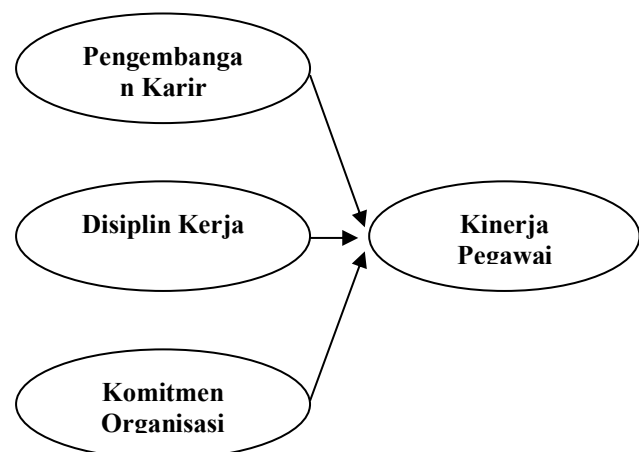 Pengembanga
n Karir
Disiplin Kerja
Kinerja
Pegawai
Komitmen
Organisasi